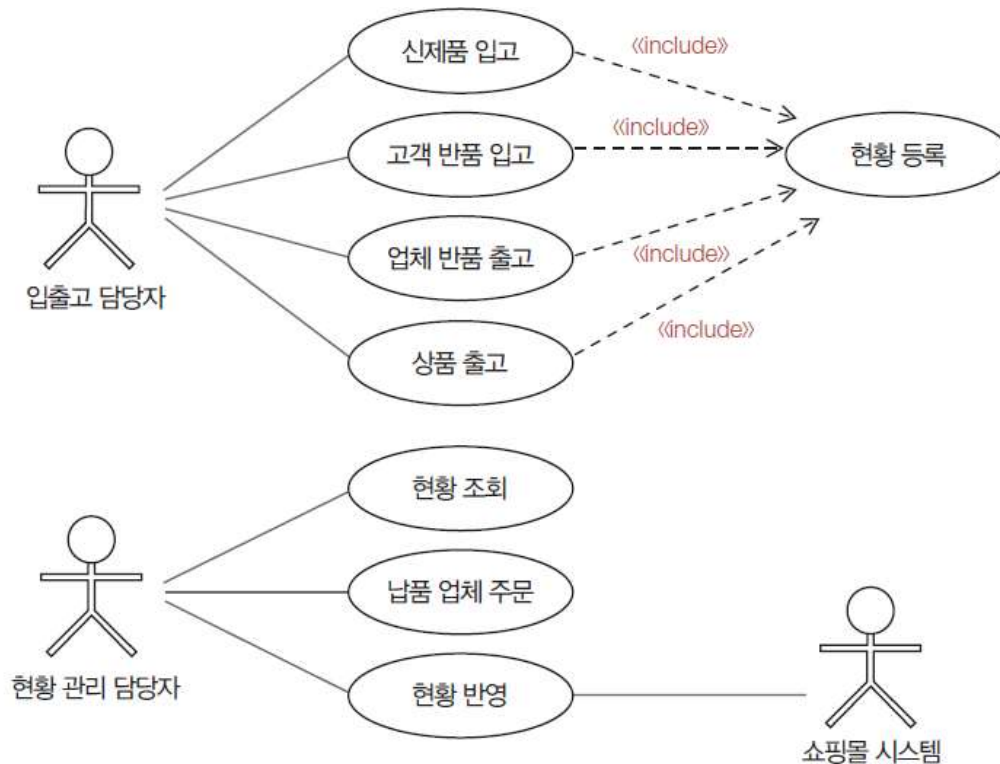 신제품 입고
《include》
고객 반품 입고
《include》
현황 등록
업체 반품 출고
《include》
입출고 담당자
상품 출고
《include》
현황 조회
납품 업체 주문
현황 관리 담당자
현황 반영
쇼핑몰 시스템